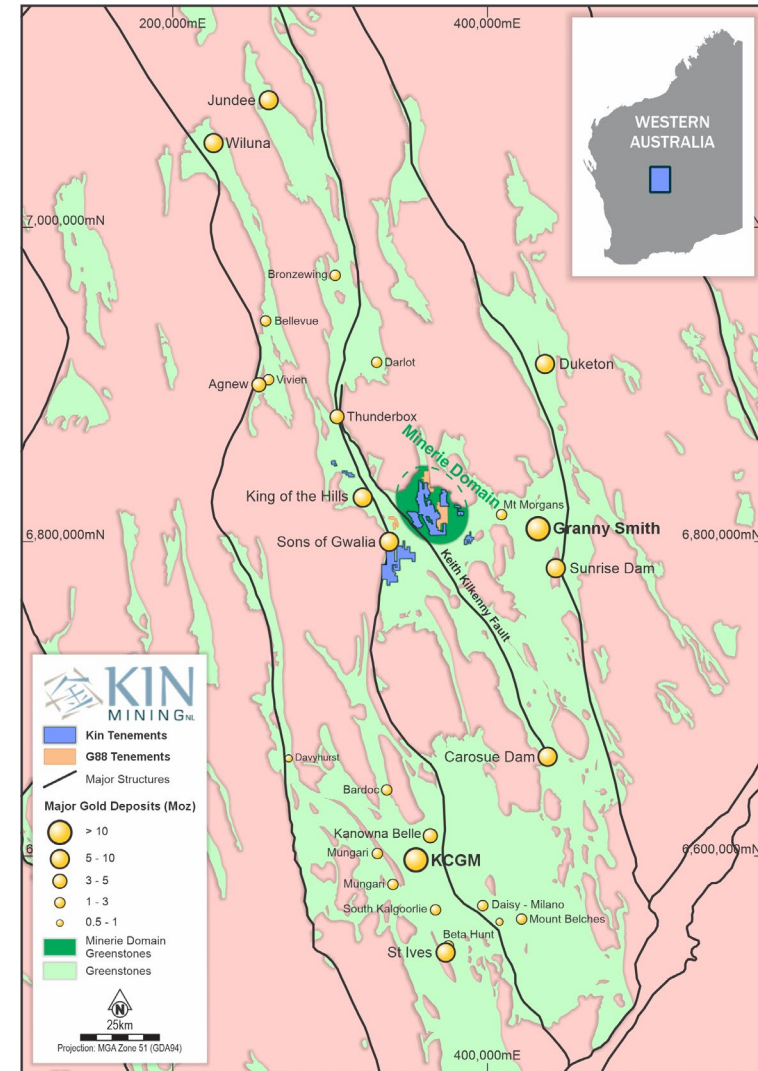 200,000mE
400,000mE
Jundee
Wiluna
WESTERN
AUSTRALIA
7,000,000mN
Bronzewing
Bellevue
Darlot
Duketon
Agnew
Vivien
Thunderbox
Minerie Domain
King of the Hills
Mt Morgans
Granny Smith
6,800,000mN
Sons of Gwalia
6,800,000mN
Sunrise Dam
Keith Kilkenny Fault
KIN
MINING NL
Kin Tenements
G88 Tenements
Major Structures
Major Gold Deposits (Moz)
> 10
5 - 10
3 - 5
1 - 3
0.5 - 1
Minerie Domain
Greenstones
Greenstones
N
25km
Projection: MGA Zone 51 (GDA94)
Davyhurst
Carosue Dam
Bardoc
Kanowna Belle
Mungari
KCGM
6,600,000mN
Mungari
South Kalgoorlie
Daisy - Milano
Mount Belches
Beta Hunt
St Ives
400,000mE